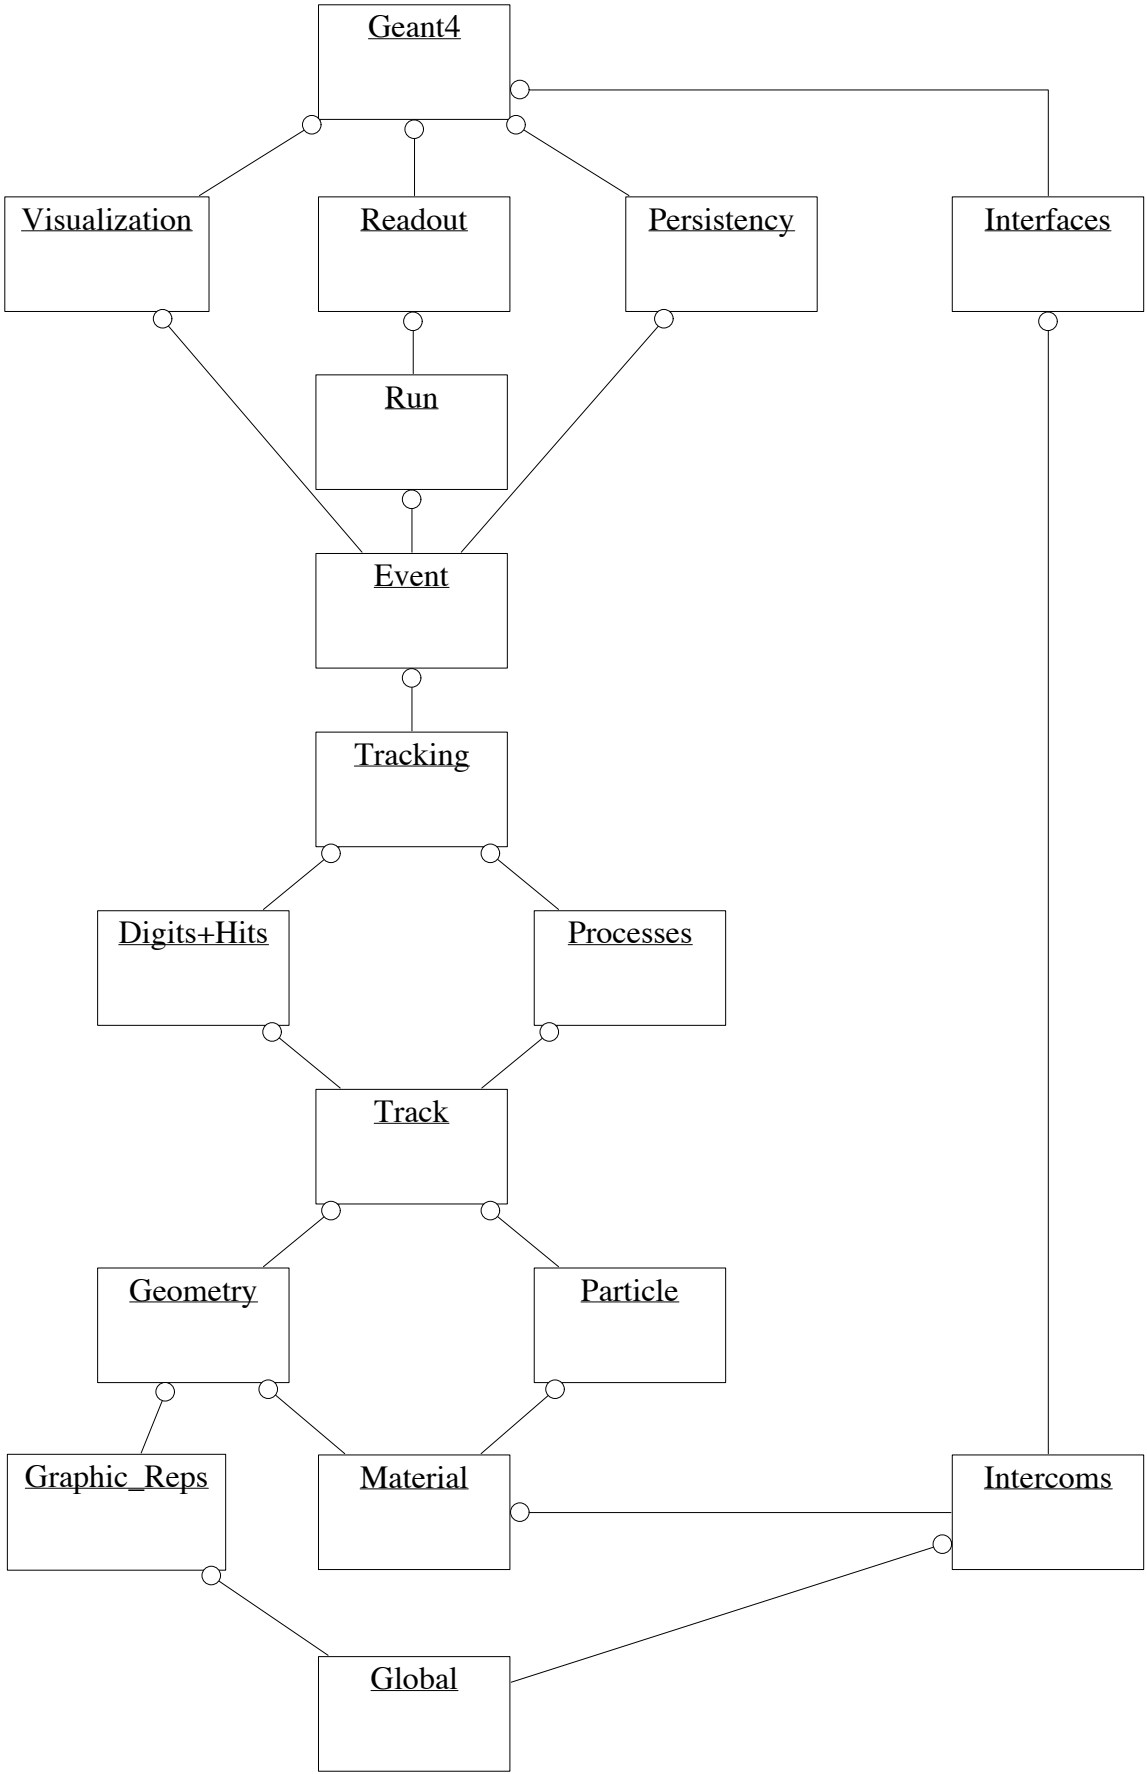 Geant4
Visualization
Readout
Persistency
Interfaces
Run
Event
Tracking
Digits+Hits
Processes
Track
Geometry
Particle
Graphic_Reps
Material
Intercoms
Global